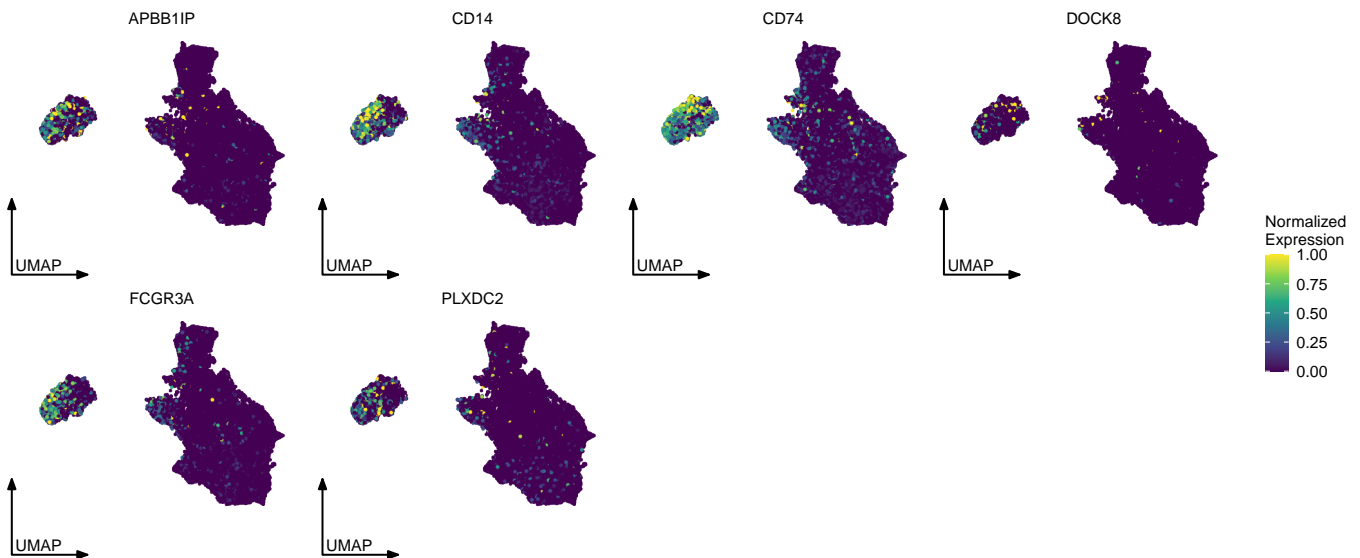 APBB1IP
CD14
CD74
DOCK8
UMAP
UMAP
UMAP
UMAP
Normalized
Expression
1.00
0.75
0.50
0.25
0.00
FCGR3A
PLXDC2
UMAP
UMAP